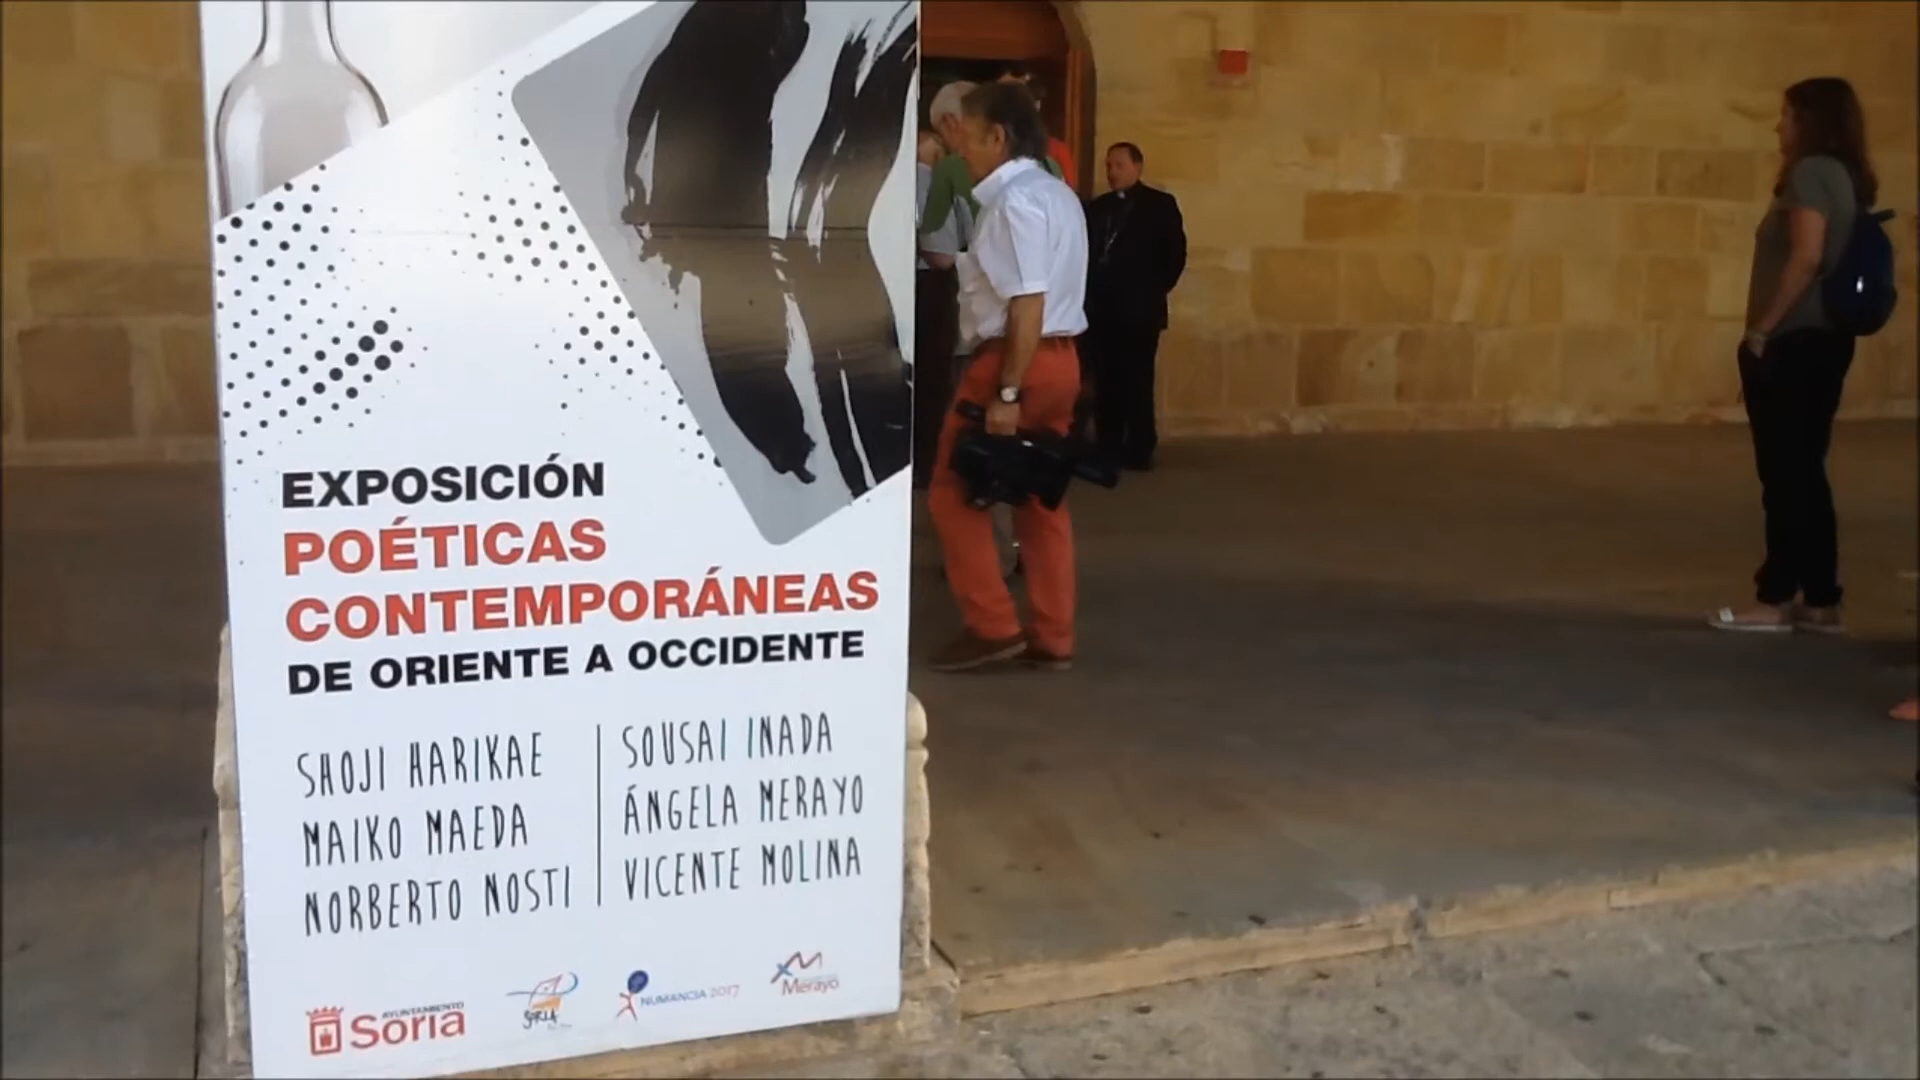 EXPOSICIÓN
POÉTICAS
CONTEMPORÁNEAS
DE ORIENTE A OCCIDENTE
SHOJI HARIKAE
MAIKO MAEDA
NORBERTO NOSTI
SOUSAI INADA
ÁNGELA MERAYO
VICENTE MOLINA
AYUNTAMIENTO
Soria
SORIA
NUMANCIA 2017
Merayo